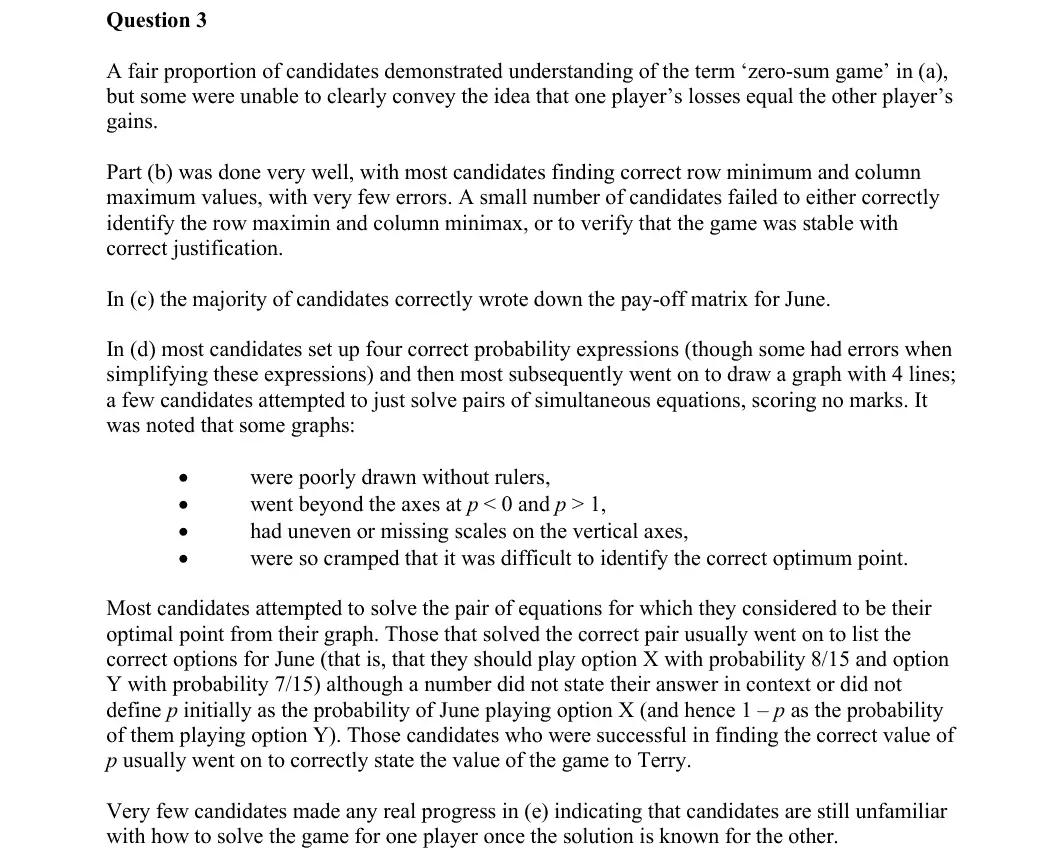 Question 3
A fair proportion of candidates demonstrated understanding of the term ‘zero-sum game’ in (a),
but some were unable to clearly convey the idea that one player’s losses equal the other player’s
gains.
Part (b) was done very well, with most candidates finding correct row minimum and column
maximum values, with very few errors. A small number of candidates failed to either correctly
identify the row maximin and column minimax, or to verify that the game was stable with
correct justification.
In (c) the majority of candidates correctly wrote down the pay-off matrix for June.
In (d) most candidates set up four correct probability expressions (though some had errors when
simplifying these expressions) and then most subsequently went on to draw a graph with 4 lines;
a few candidates attempted to just solve pairs of simultaneous equations, scoring no marks. It
was noted that some graphs:
• were poorly drawn without rulers,
• went beyond the axes at p < 0 and p > 1,
• had uneven or missing scales on the vertical axes,
• were so cramped that it was difficult to identify the correct optimum point.
Most candidates attempted to solve the pair of equations for which they considered to be their
optimal point from their graph. Those that solved the correct pair usually went on to list the
correct options for June (that is, that they should play option X with probability 8/15 and option
Y with probability 7/15) although a number did not state their answer in context or did not
define p initially as the probability of June playing option X (and hence 1 – p as the probability
of them playing option Y). Those candidates who were successful in finding the correct value of
p usually went on to correctly state the value of the game to Terry.
Very few candidates made any real progress in (e) indicating that candidates are still unfamiliar
with how to solve the game for one player once the solution is known for the other.